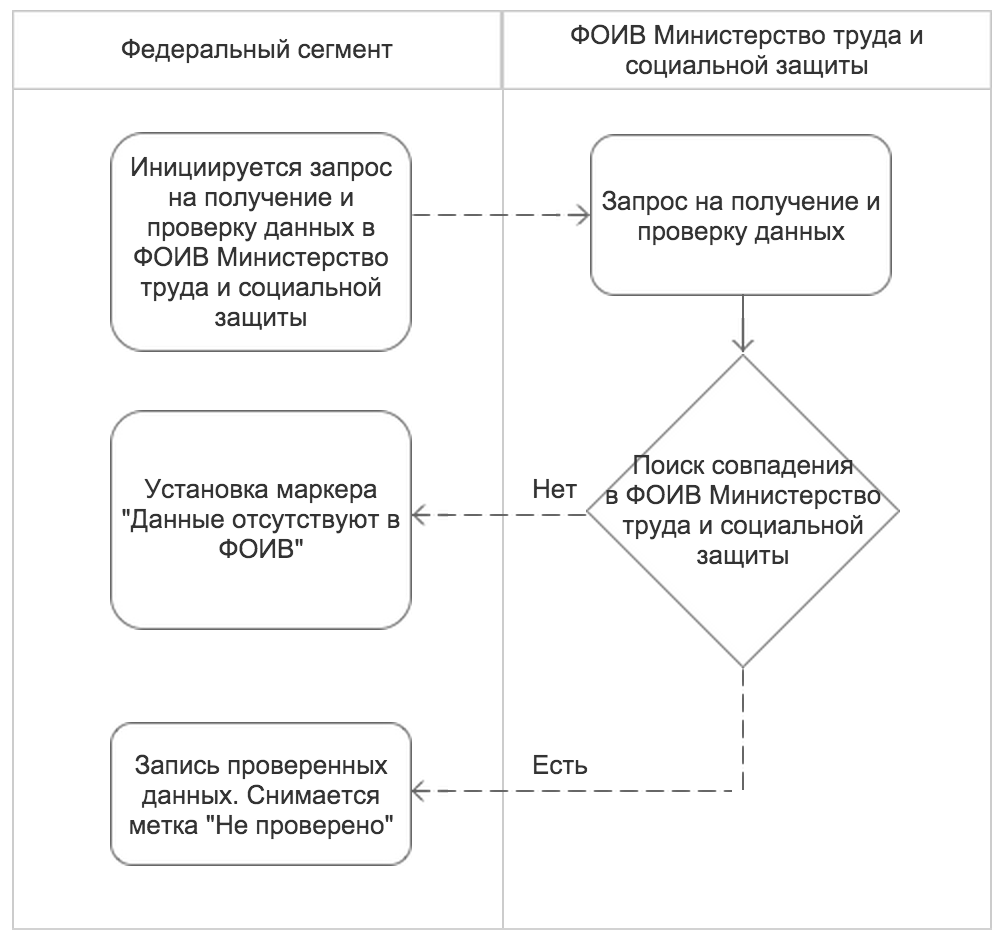 Федеральный сегмент
ФОИВ Министерство труда и
социальной защиты
Инициируется запрос
на получение и
проверку данных в
ФОИВ Министерство
труда и социальной
защиты
Запрос на получение и
проверку данных
Поиск совпадения
в ФОИВ Министерство
труда и социальной
защиты
Нет
Установка маркера
"Данные отсутствуют в
ФОИВ"
Есть
Запись проверенных
данных. Снимается
метка "Не проверено"